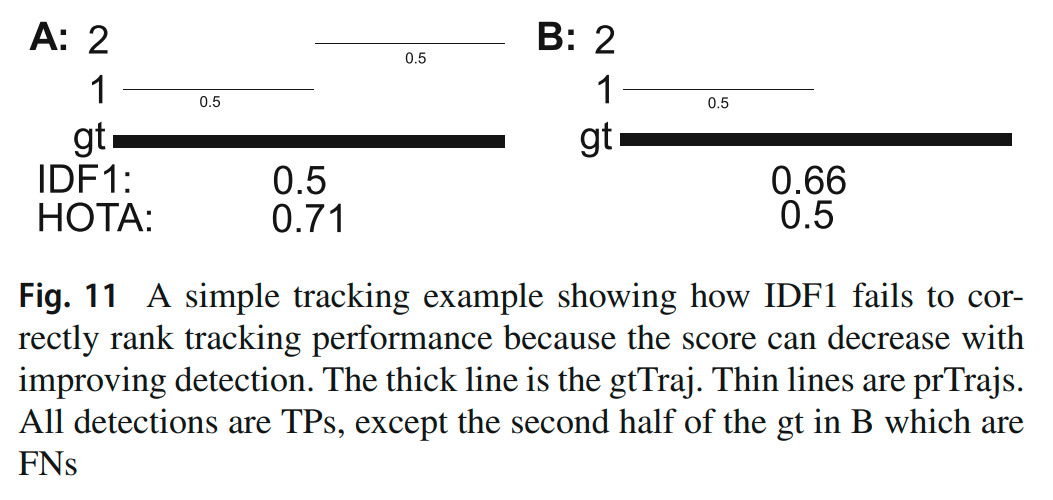 A: 2
0.5
1
0.5
gt
B: 2
1
0.5
gt
IDF1: 0.5 0.66
HOTA: 0.71 0.5
Fig. 11 A simple tracking example showing how IDF1 fails to cor-
rectly rank tracking performance because the score can decrease with
improving detection. The thick line is the gtTraj. Thin lines are prTrajs.
All detections are TPs, except the second half of the gt in B which are
FNs